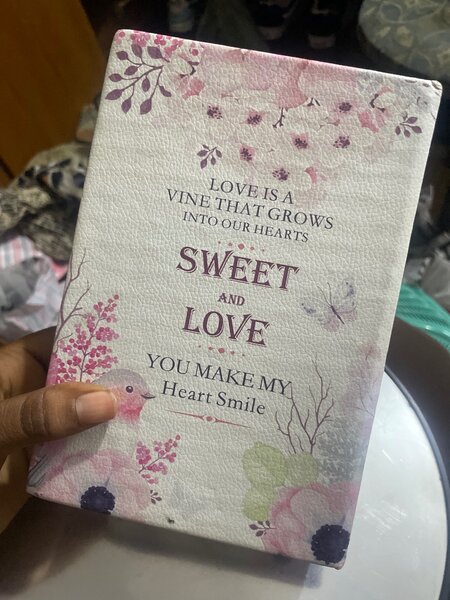 LOVE IS A
VINE THAT GROWS
INTO OUR HEARTS
SWEET
AND
LOVE
YOU MAKE MY
Heart Smile